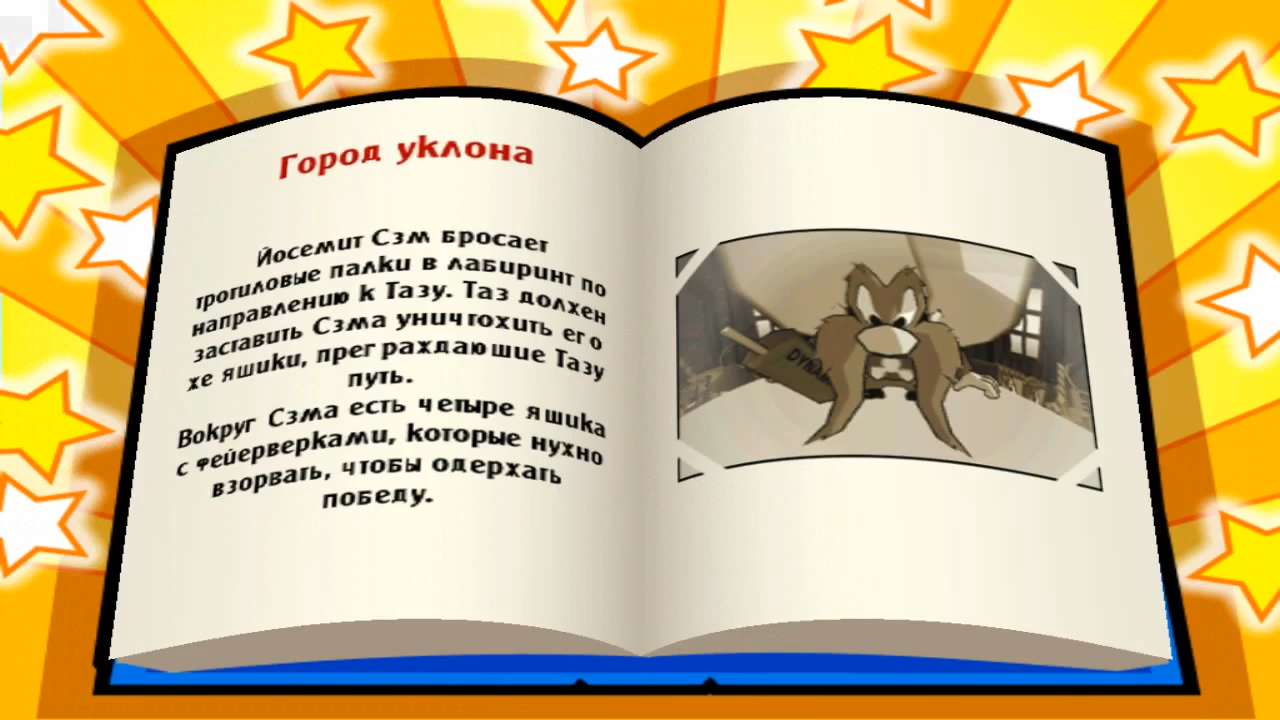 Город уклона
Йосемит Сэм бросает
тротиловые палки в лабиринт по
направлению к Тазу. Таз должен
заставить Сэма уничтожить его
же ящики, преграждающие Тазу
путь.
Вокруг Сэма есть четыре ящика
с фейерверками, которые нужно
взорвать, чтобы одержать
победу.